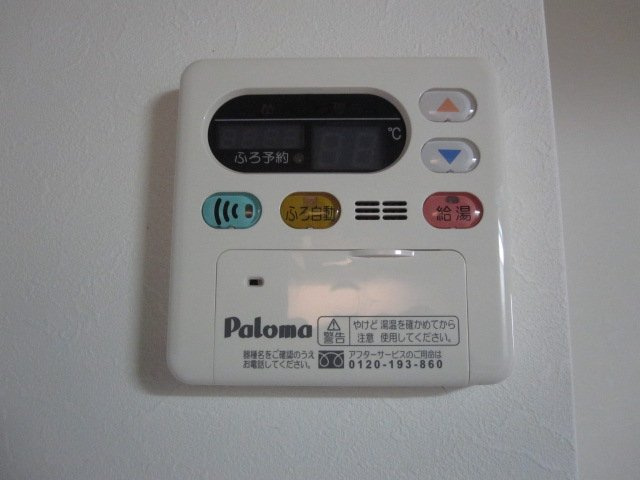 ℃
ふろ予約
ふろ自動
給湯
Paloma
警告
やけど 湯温を確かめてから
注意 使用してください。
器種名をご確認のうえ
お電話してください。
アフターサービスのご用命は
0120-193-860